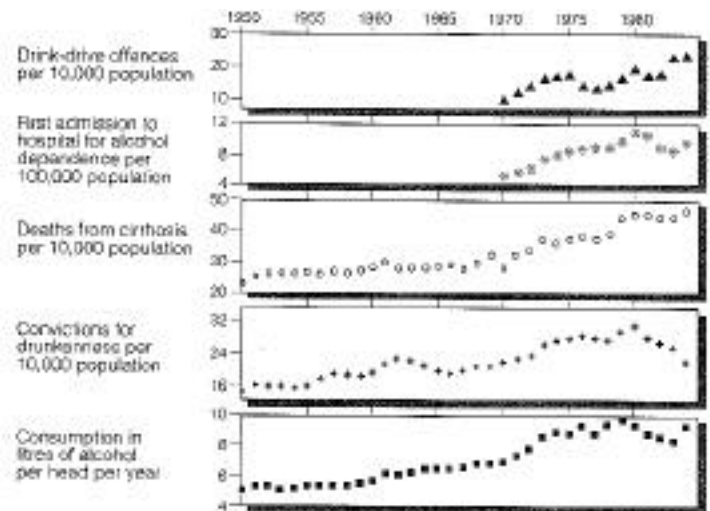 1950 1955 1960 1965 1970 1975 1980
Drink-drive offences
per 10,000 population
30
20
10
First admission to
hospital for alcohol
dependence per
100,000 population
12
8
4
Deaths from cirrhosis
per 10,000 population
50
40
30
20
Convictions for
drunkenness per
10,000 population
32
24
16
Consumption in
litres of alcohol
per head per year
10
8
6
4